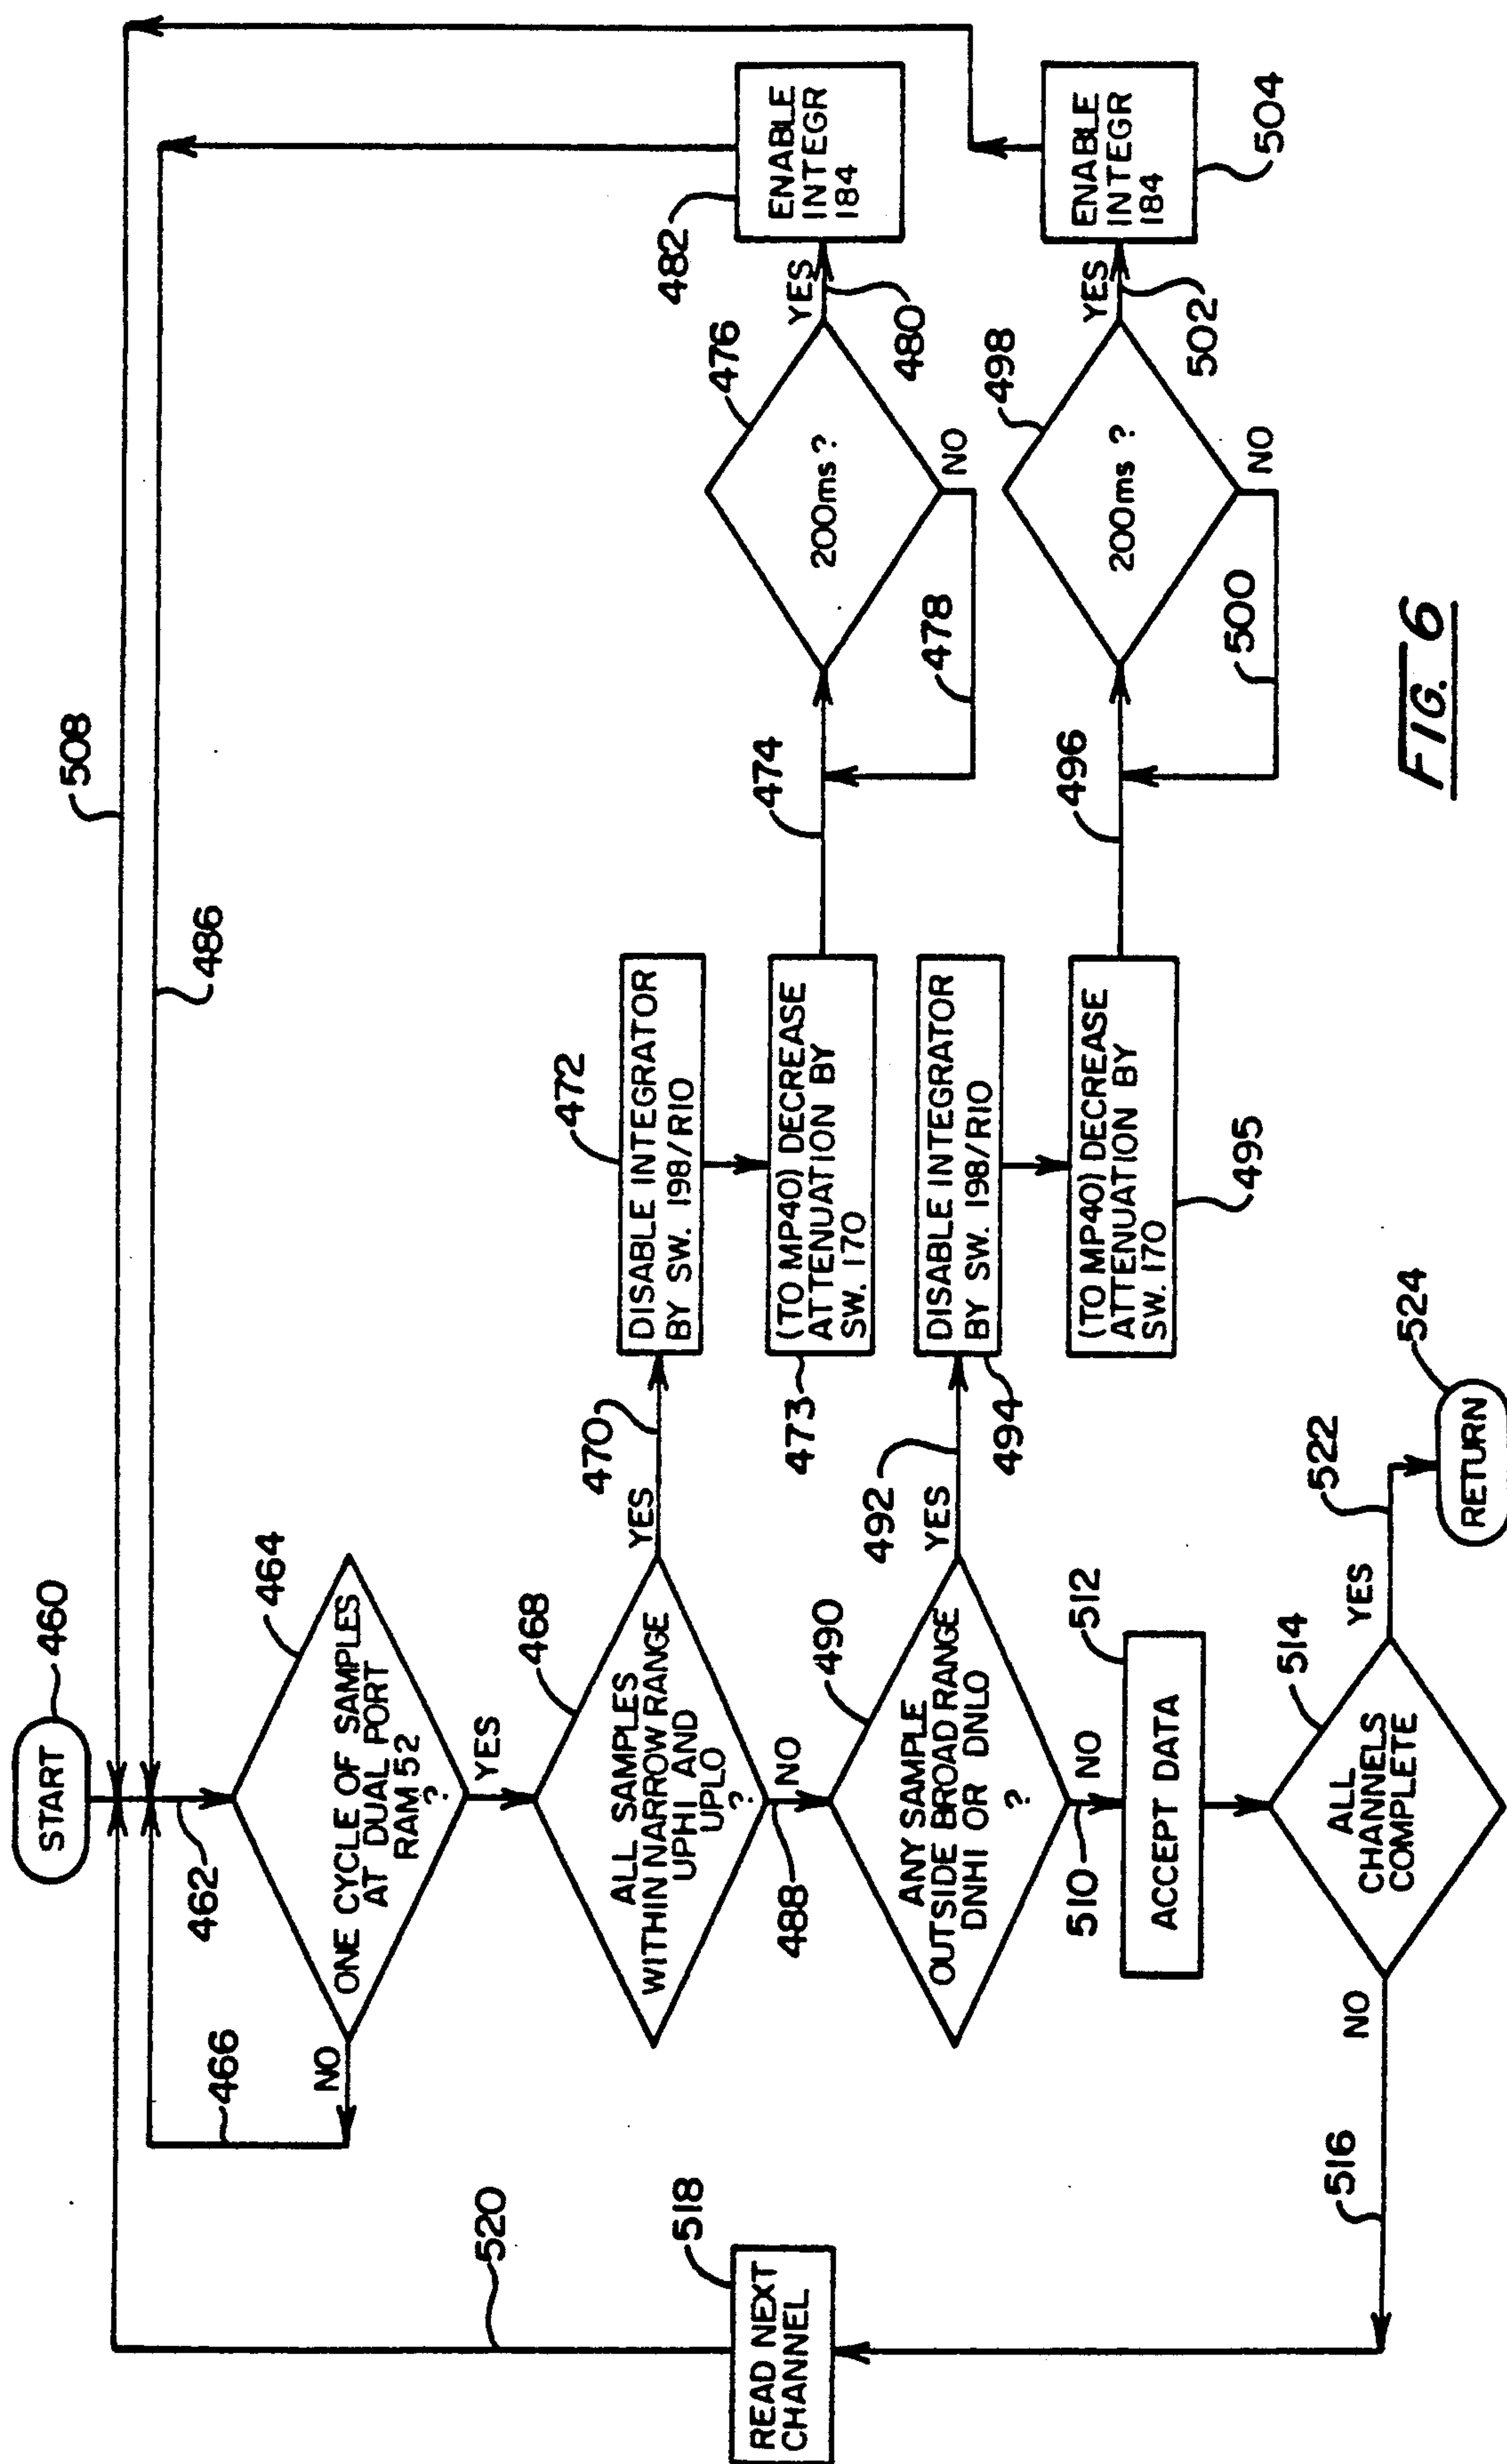 START
460
462
ONE CYCLE OF SAMPLES
AT DUAL PORT
RAM 52
?
464
NO
466
YES
ALL SAMPLES
WITHIN NARROW RANGE
UPHI AND
UPLO
?
468
YES
470
DISABLE INTEGRATOR
BY SW. 198/R10
472
(TO MP40) DECREASE
ATTENUATION BY
SW. 170
473
474
200ms?
476
NO
478
YES
480
ENABLE
INTEGR
184
482
486
508
NO
488
ANY SAMPLE
OUTSIDE BROAD RANGE
DNHI OR DNLO
?
490
YES
492
DISABLE INTEGRATOR
BY SW. 198/R10
494
(TO MP40) DECREASE
ATTENUATION BY
SW. 170
495
496
200ms ?
498
NO
500
YES
502
ENABLE
INTEGR
184
504
NO
510
ACCEPT DATA
512
ALL
CHANNELS
COMPLETE
514
YES
522
RETURN
524
NO
516
READ NEXT
CHANNEL
518
520
FIG. 6